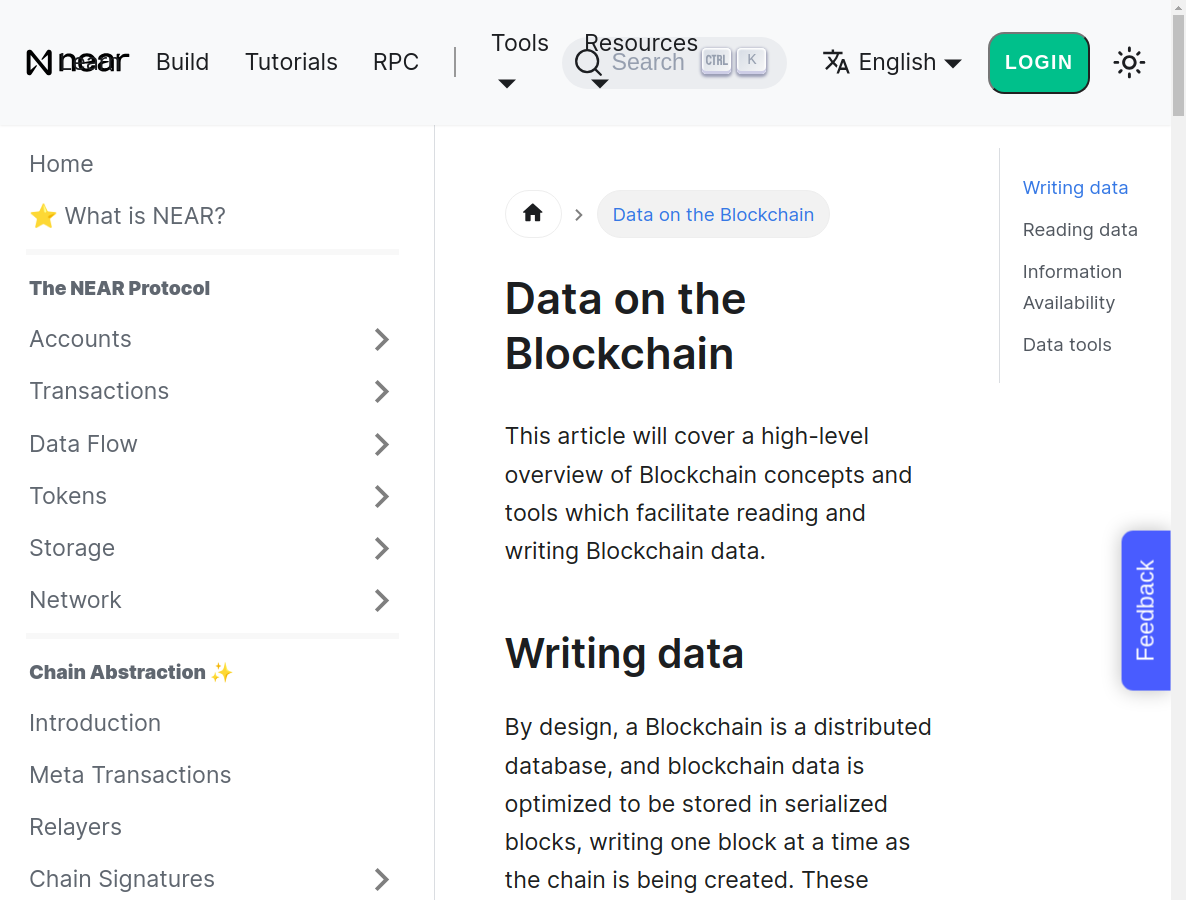 near
Learn
Build
Tutorials
RPC
Tools
Resources
Search
CTRL
K
English
LOGIN
Home
⭐ What is NEAR?
The NEAR Protocol
Accounts
Transactions
Data Flow
Tokens
Storage
Network
Chain Abstraction ✨
Introduction
Meta Transactions
Relayers
Chain Signatures
Data on the Blockchain
Data on the
Blockchain
This article will cover a high-level
overview of Blockchain concepts and
tools which facilitate reading and
writing Blockchain data.
Writing data
By design, a Blockchain is a distributed
database, and blockchain data is
optimized to be stored in serialized
blocks, writing one block at a time as
the chain is being created. These
Writing data
Reading data
Information
Availability
Data tools
Feedback